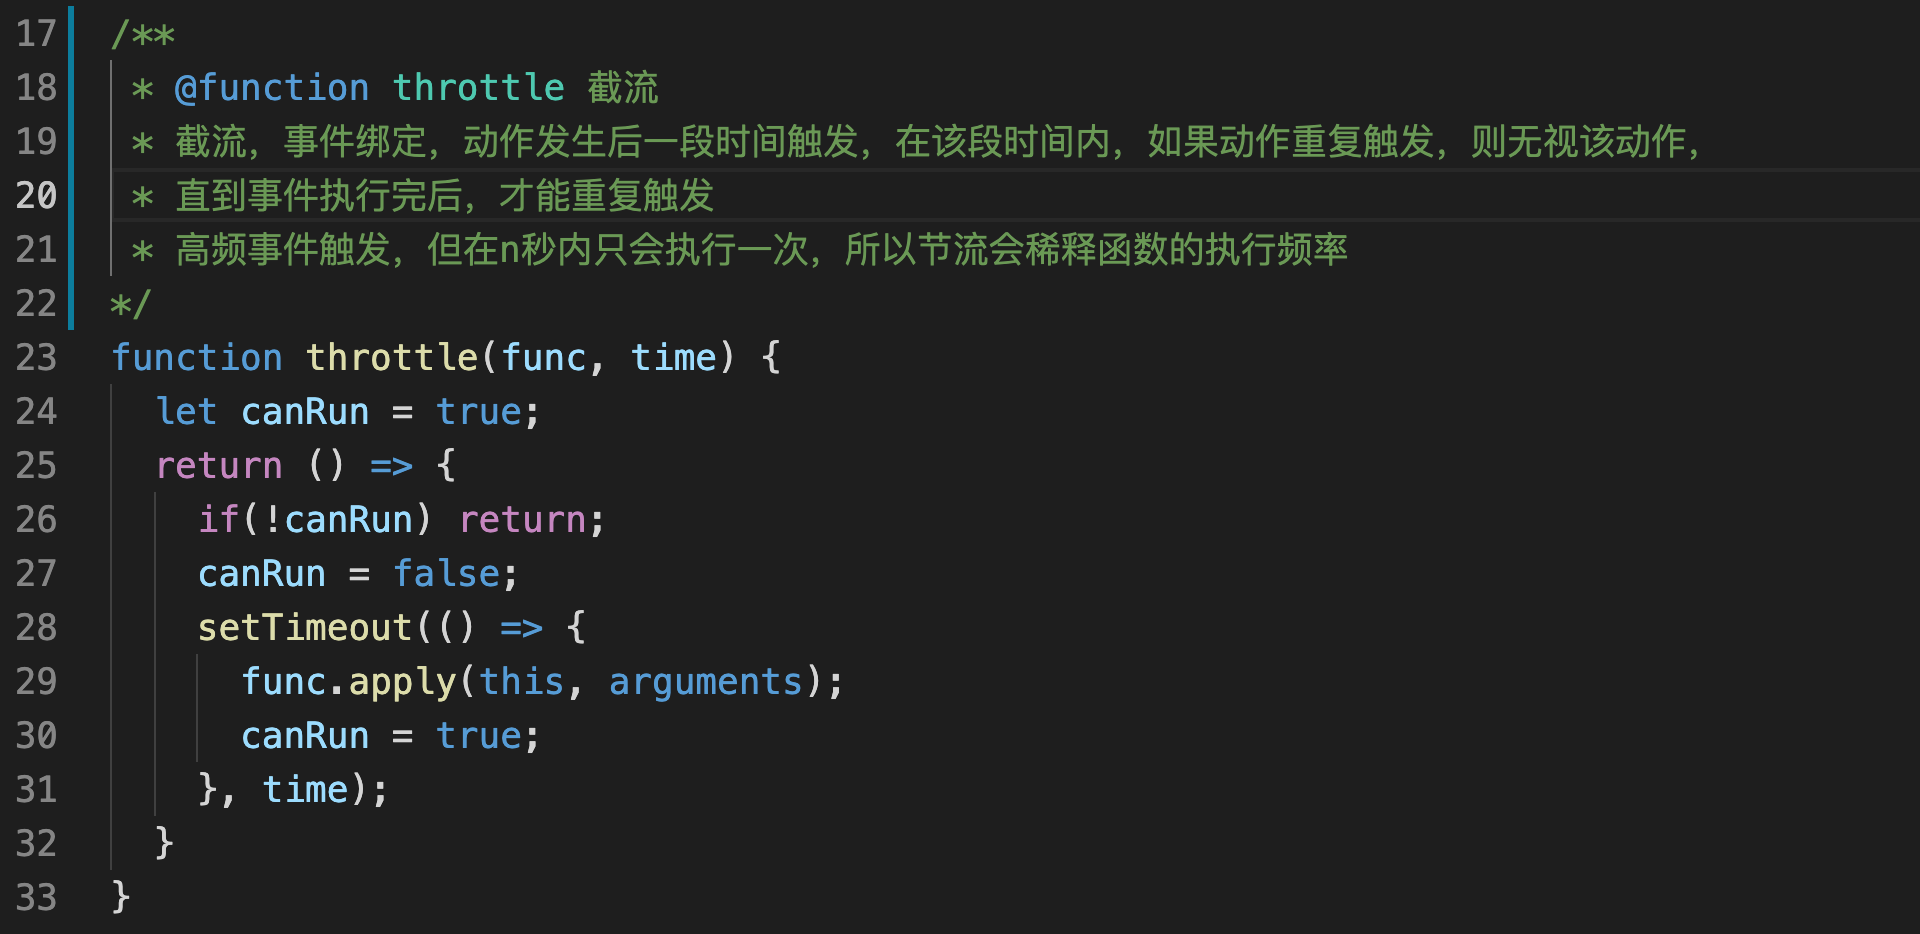 17 /**
18  * @function throttle 截流
19  * 截流，事件绑定，动作发生后一段时间触发，在该段时间内，如果动作重复触发，则无视该动作，
20  * 直到事件执行完后，才能重复触发
21  * 高频事件触发，但在n秒内只会执行一次，所以节流会稀释函数的执行频率
22 */
23 function throttle(func, time) {
24   let canRun = true;
25   return () => {
26     if(!canRun) return;
27     canRun = false;
28     setTimeout(() => {
29       func.apply(this, arguments);
30       canRun = true;
31     }, time);
32   }
33 }